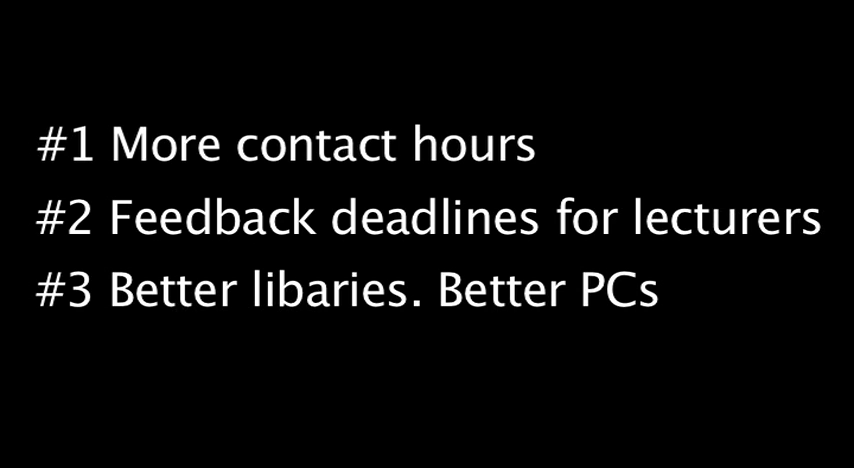 #1 More contact hours
#2 Feedback deadlines for lecturers
#3 Better libaries. Better PCs